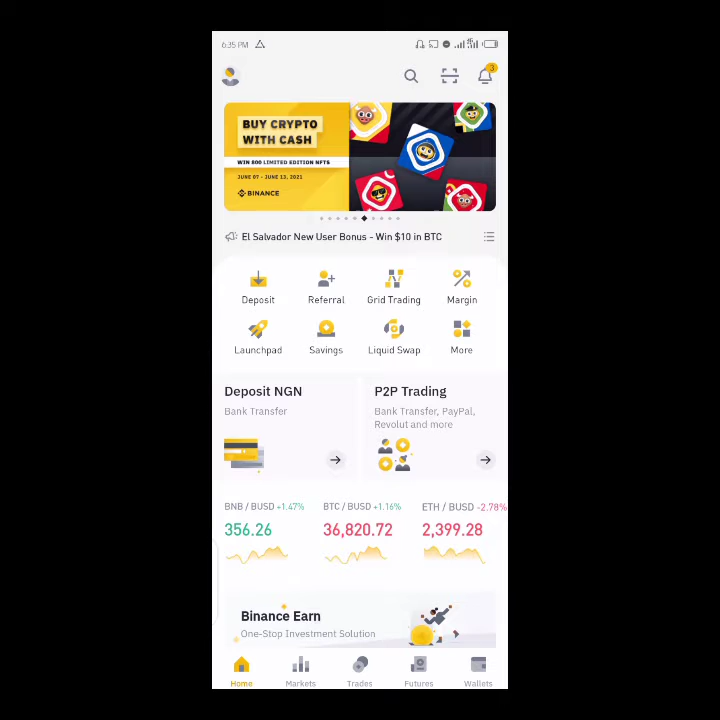 6:35 PM
3
BUY CRYPTO
WITH CASH
WIN 800 LIMITED EDITION NFTS
JUNE 07 - JUNE 13, 2021
BINANCE
El Salvador New User Bonus - Win $10 in BTC
Deposit Referral Grid Trading Margin
Launchpad Savings Liquid Swap More
Deposit NGN
Bank Transfer
P2P Trading
Bank Transfer, PayPal,
Revolut and more
BNB / BUSD +1.47% BTC / BUSD +1.16% ETH / BUSD -2.78%
356.26 36,820.72 2,399.28
Binance Earn
One-Stop Investment Solution
Home Markets Trades Futures Wallets